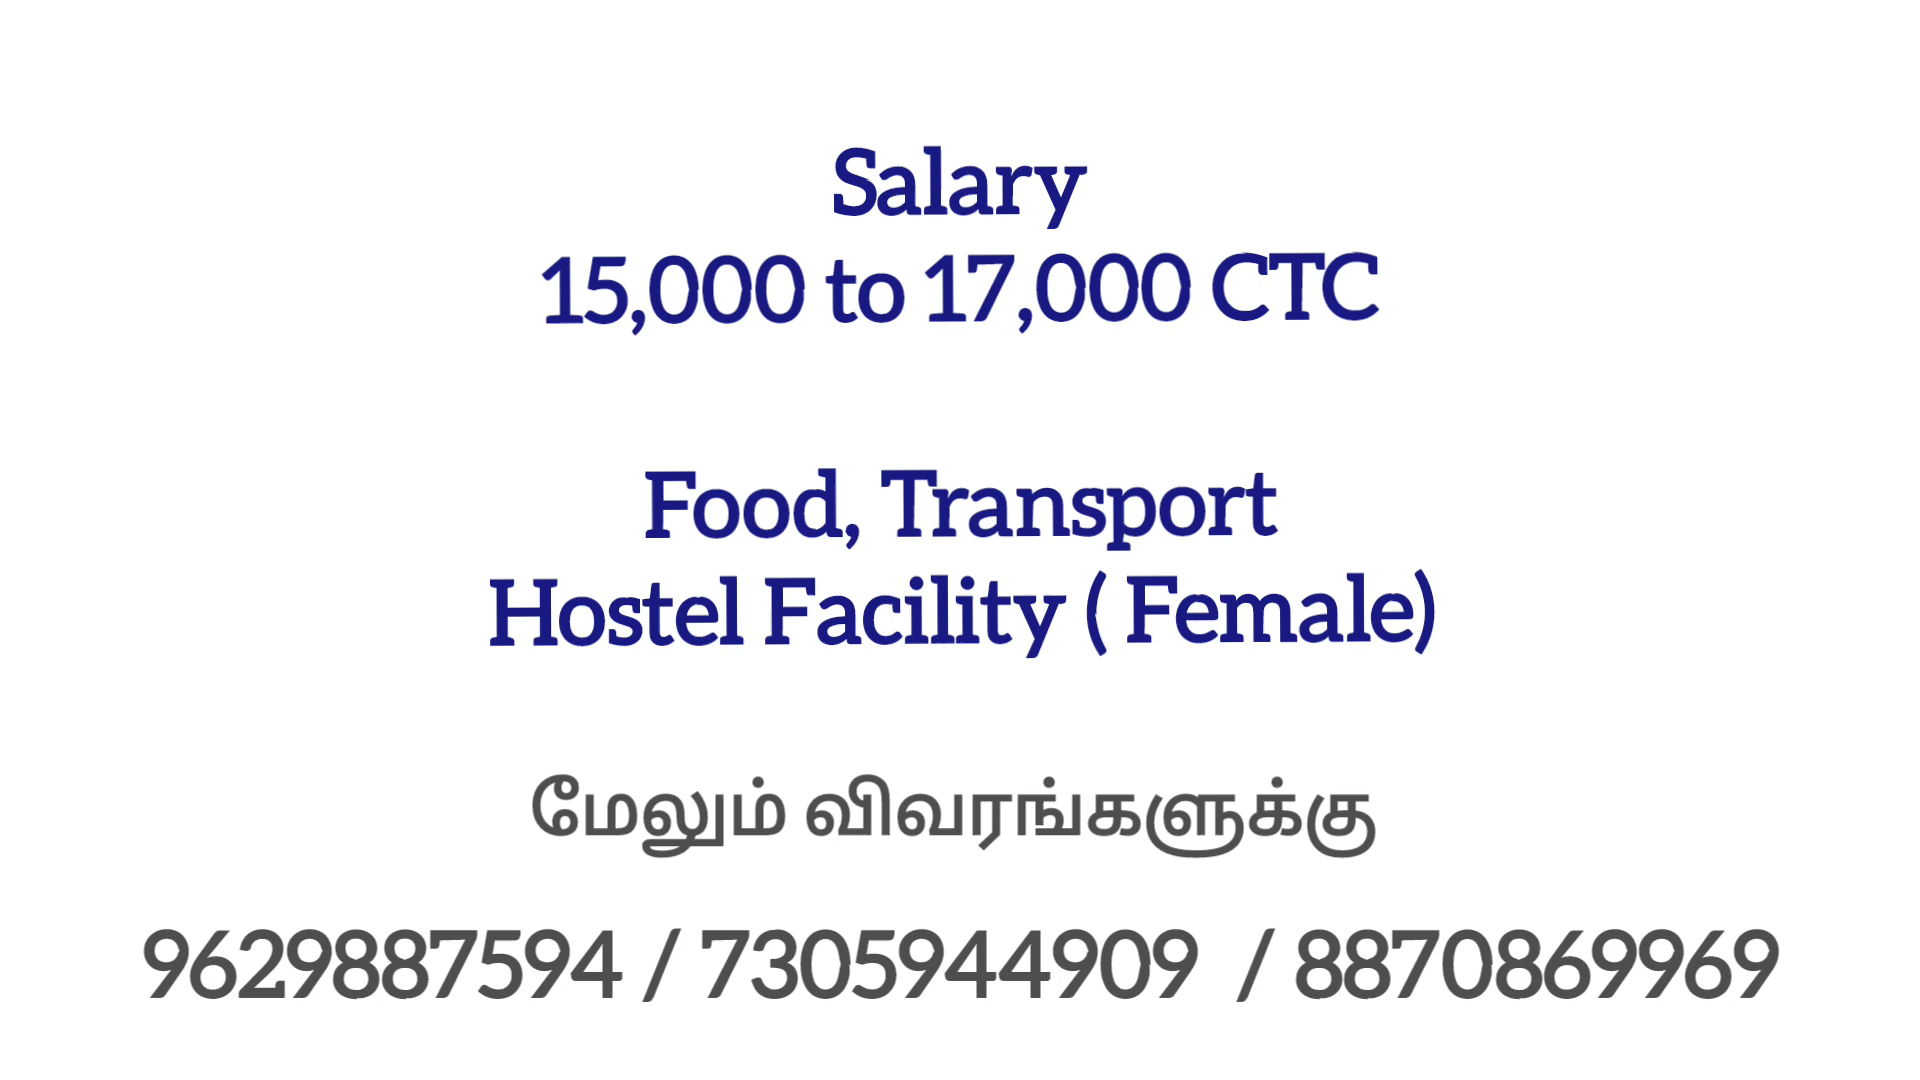 Salary
15,000 to 17,000 CTC
Food, Transport
Hostel Facility ( Female)
மேலும் விவரங்களுக்கு
9629887594 / 7305944909 / 8870869969